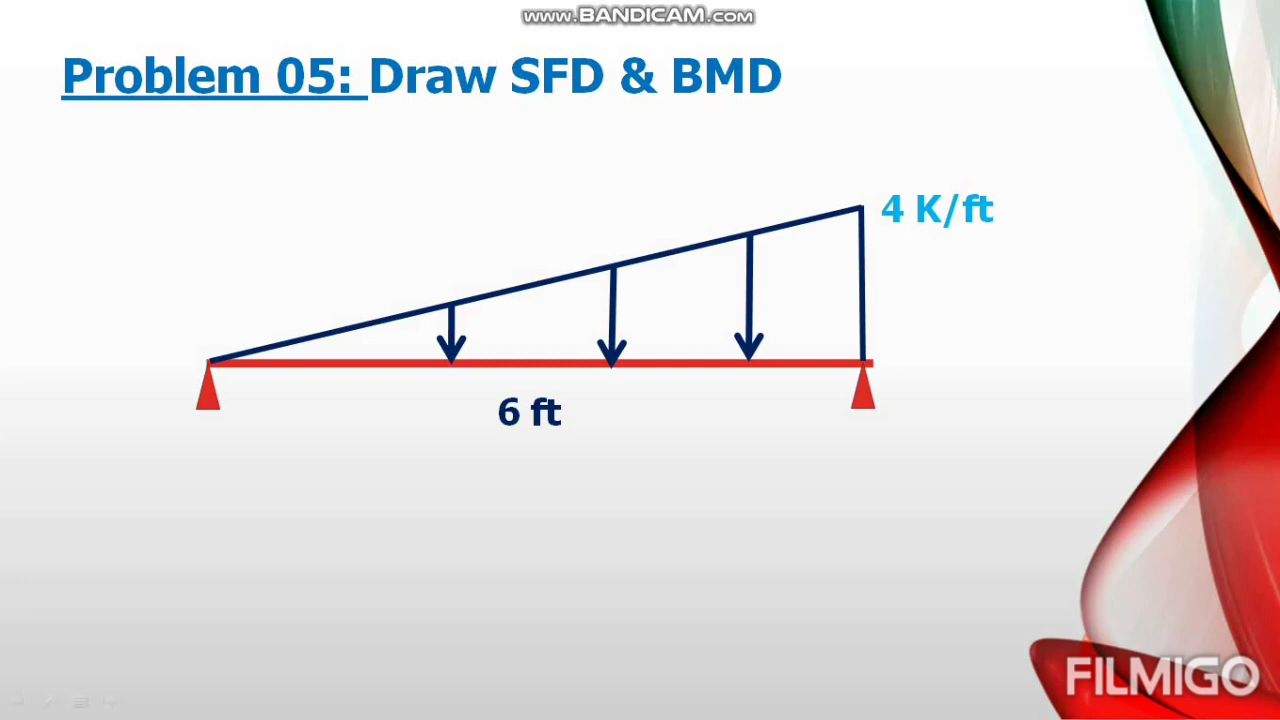 www.BANDICAM.com
Problem 05: Draw SFD & BMD
4 K/ft
6 ft
FILMIGO